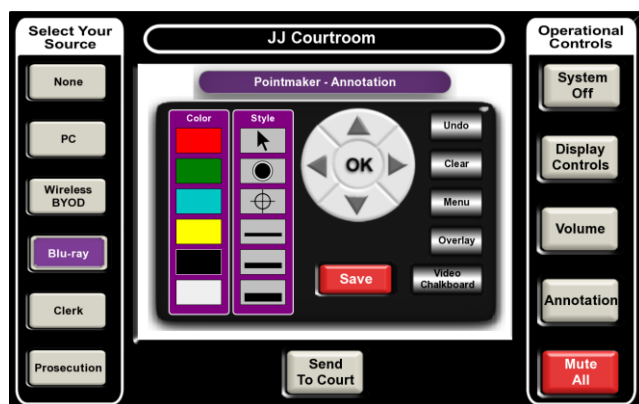 Select Your
Source
None
PC
Wireless
BYOD
Blu-ray
Clerk
Prosecution
JJ Courtroom
Pointmaker - Annotation
Color
Style
OK
Undo
Clear
Menu
Overlay
Video
Chalkboard
Save
Send
To Court
Operational
Controls
System
Off
Display
Controls
Volume
Annotation
Mute
All